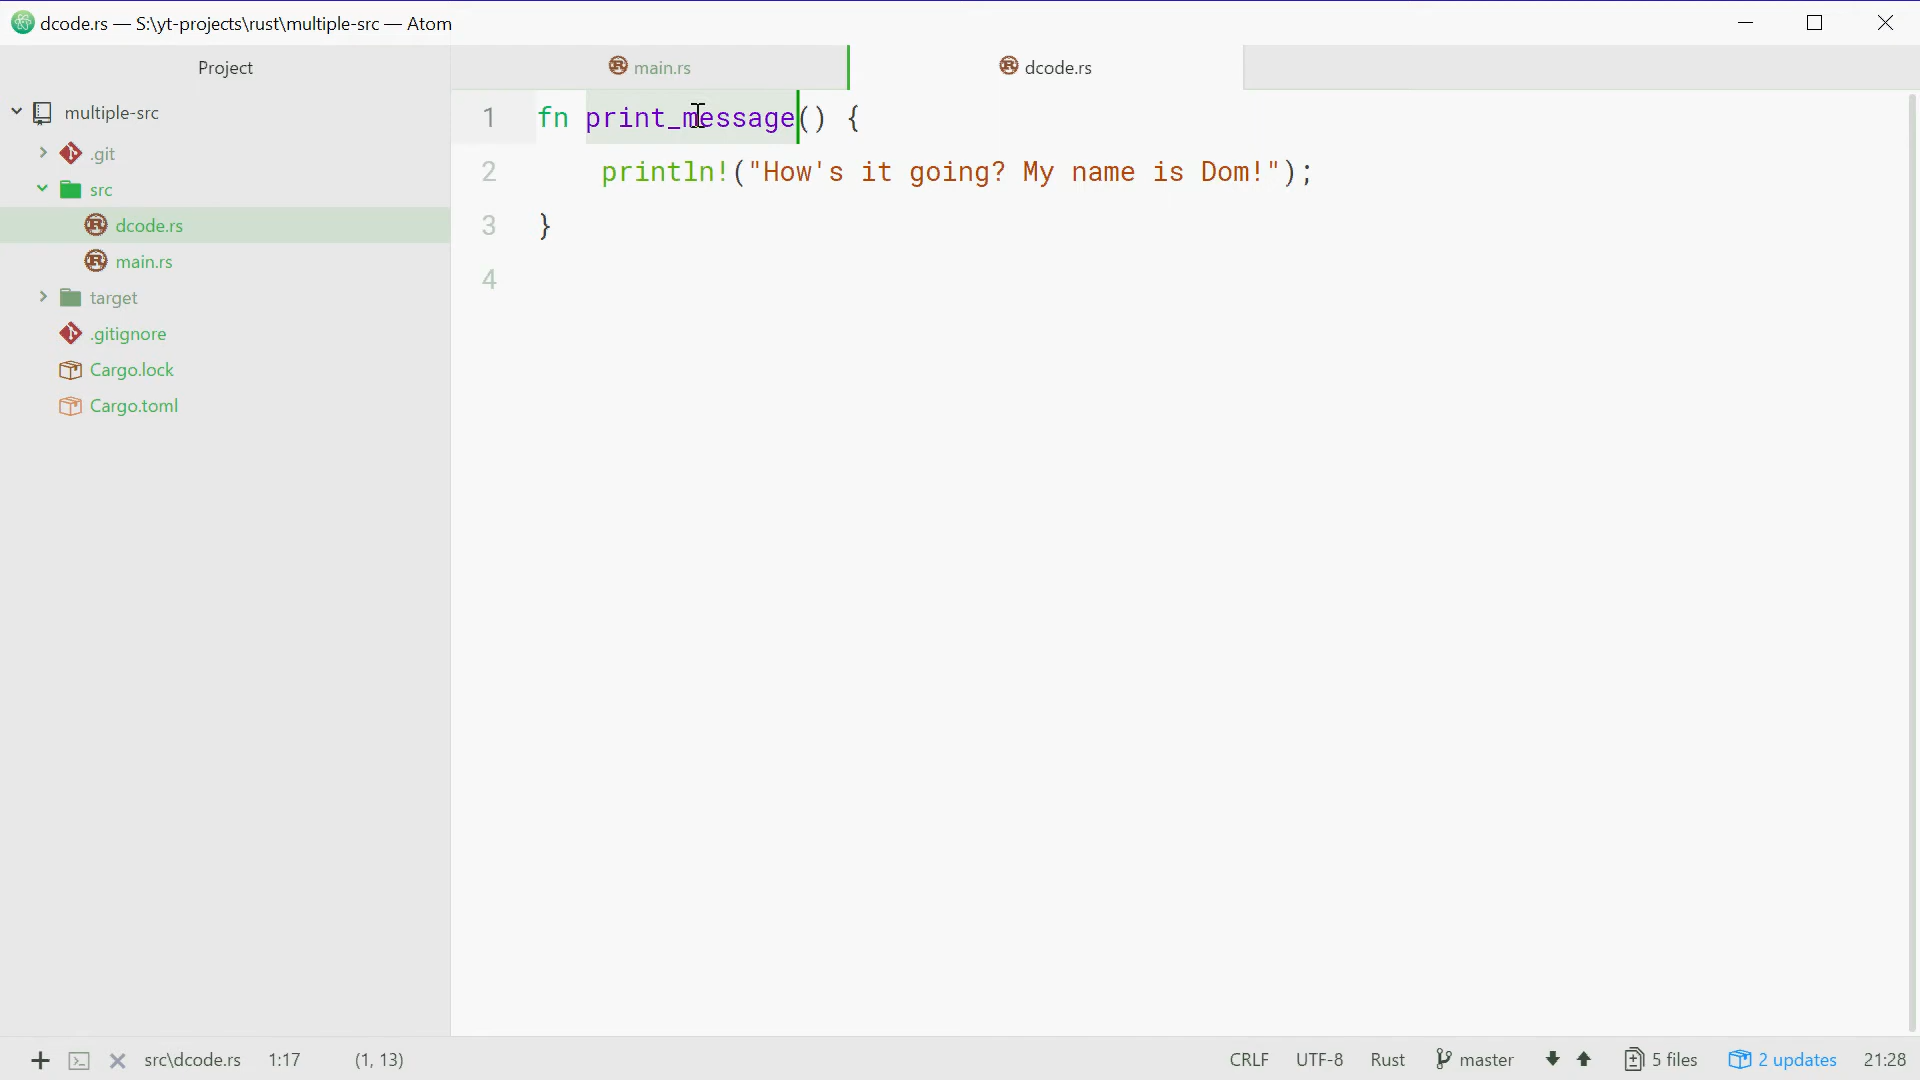 dcode.rs — S:\yt-projects\rust\multiple-src — Atom
Project
main.rs
dcode.rs
multiple-src
.git
src
dcode.rs
main.rs
target
.gitignore
Cargo.lock
Cargo.toml
1 fn print_message() {
2 println!("How's it going? My name is Dom!");
3 }
4
src\dcode.rs 1:17 (1, 13) CRLF UTF-8 Rust master 5 files 2 updates 21:28